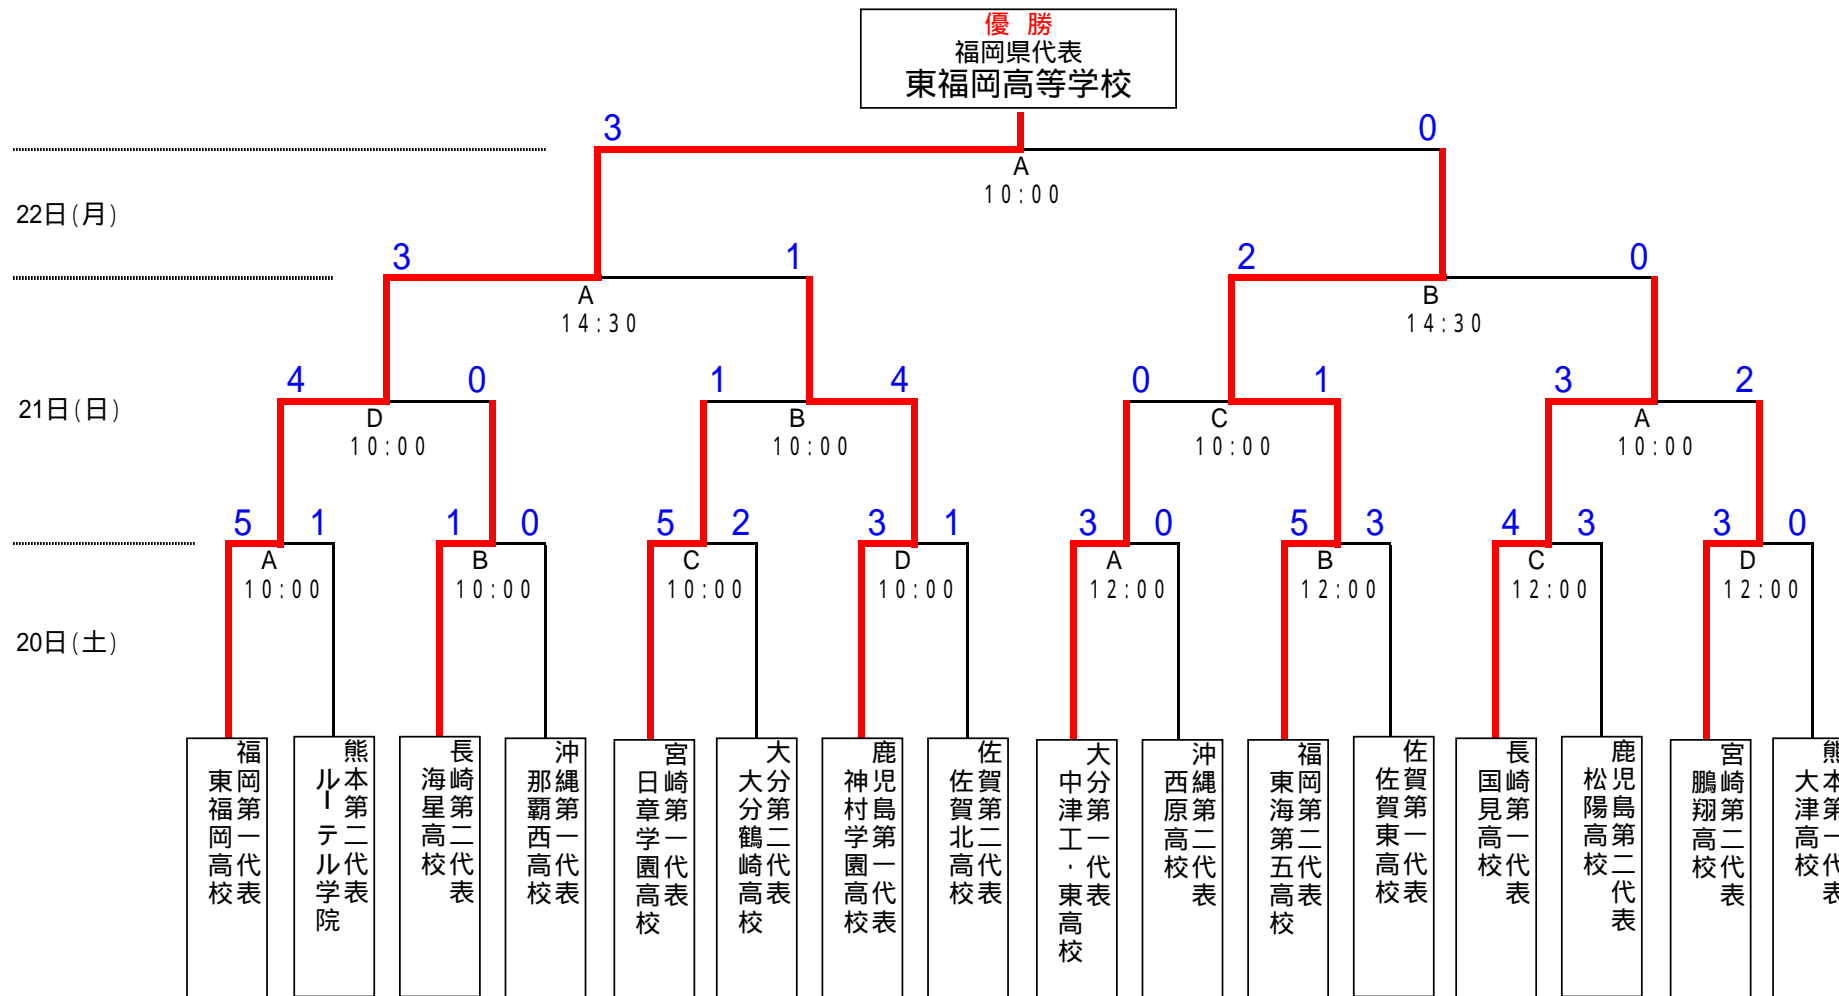 優 勝
福岡県代表
東福岡高等学校
3
0
A
10:00
22日(月)
3
1
2
0
A
14:30
B
14:30
21日(日)
4
0
1
4
0
1
3
2
D
10:00
B
10:00
C
10:00
A
10:00
5
1
1
0
5
2
3
1
3
0
5
3
4
3
3
0
A
10:00
B
10:00
C
10:00
D
10:00
A
12:00
B
12:00
C
12:00
D
12:00
20日(土)
福岡第一代表
東福岡高校
熊本第二代表
ルーテル学院
長崎第二代表
海星高校
沖縄第一代表
那覇西高校
宮崎第一代表
日章学園高校
大分第二代表
大分鶴崎高校
鹿児島第一代表
神村学園高校
佐賀第二代表
佐賀北高校
大分第一代表
中津工・東高校
沖縄第二代表
西原高校
福岡第二代表
東海第五高校
佐賀第一代表
佐賀東高校
長崎第一代表
国見高校
鹿児島第二代表
松陽高校
宮崎第二代表
鵬翔高校
熊本第一代表
大津高校